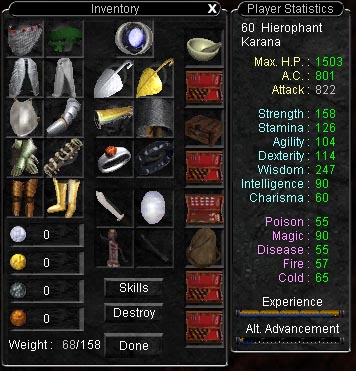 Inventory X
0
0
0
0
Weight : 68/158
Skills
Destroy
Done
Player Statistics
60 Hierophant
Karana
Max. H.P. : 1503
A.C. : 801
Attack : 822
Strength : 158
Stamina : 126
Agility : 104
Dexterity : 114
Wisdom : 247
Intelligence : 90
Charisma : 60
Poison : 55
Magic : 90
Disease : 55
Fire : 57
Cold : 65
Experience
Alt. Advancement